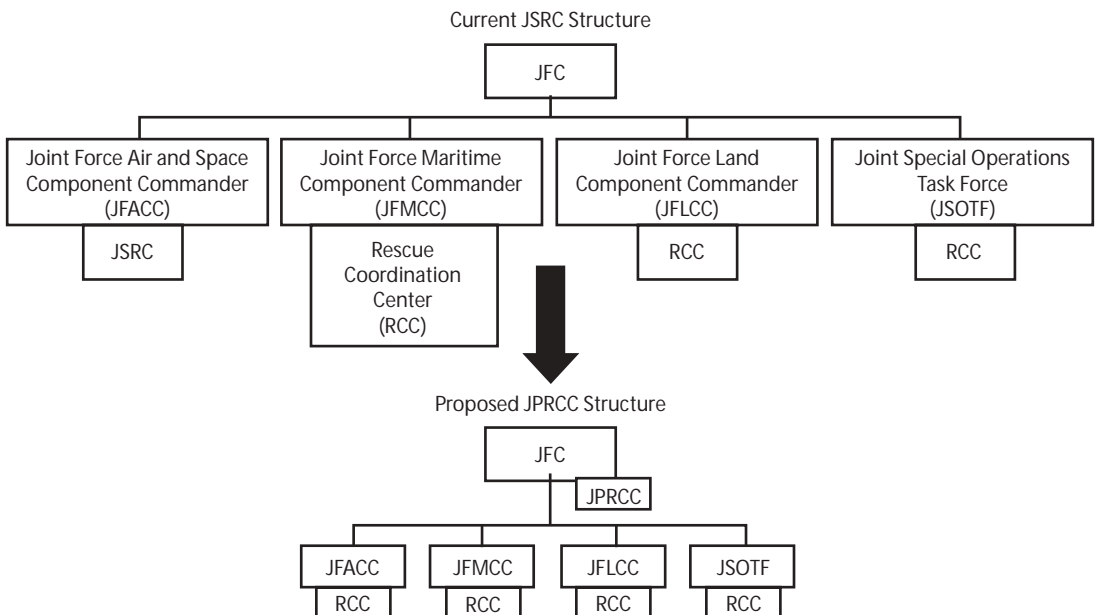 Current JSRC Structure
JFC
Joint Force Air and Space
Component Commander
(JFACC)
JSRC
Joint Force Maritime
Component Commander
(JFMCC)
Rescue
Coordination
Center
(RCC)
Joint Force Land
Component Commander
(JFLCC)
RCC
Joint Special Operations
Task Force
(JSOTF)
RCC
Proposed JPRCC Structure
JFC
JPRCC
JFACC
RCC
JFMCC
RCC
JFLCC
RCC
JSOTF
RCC